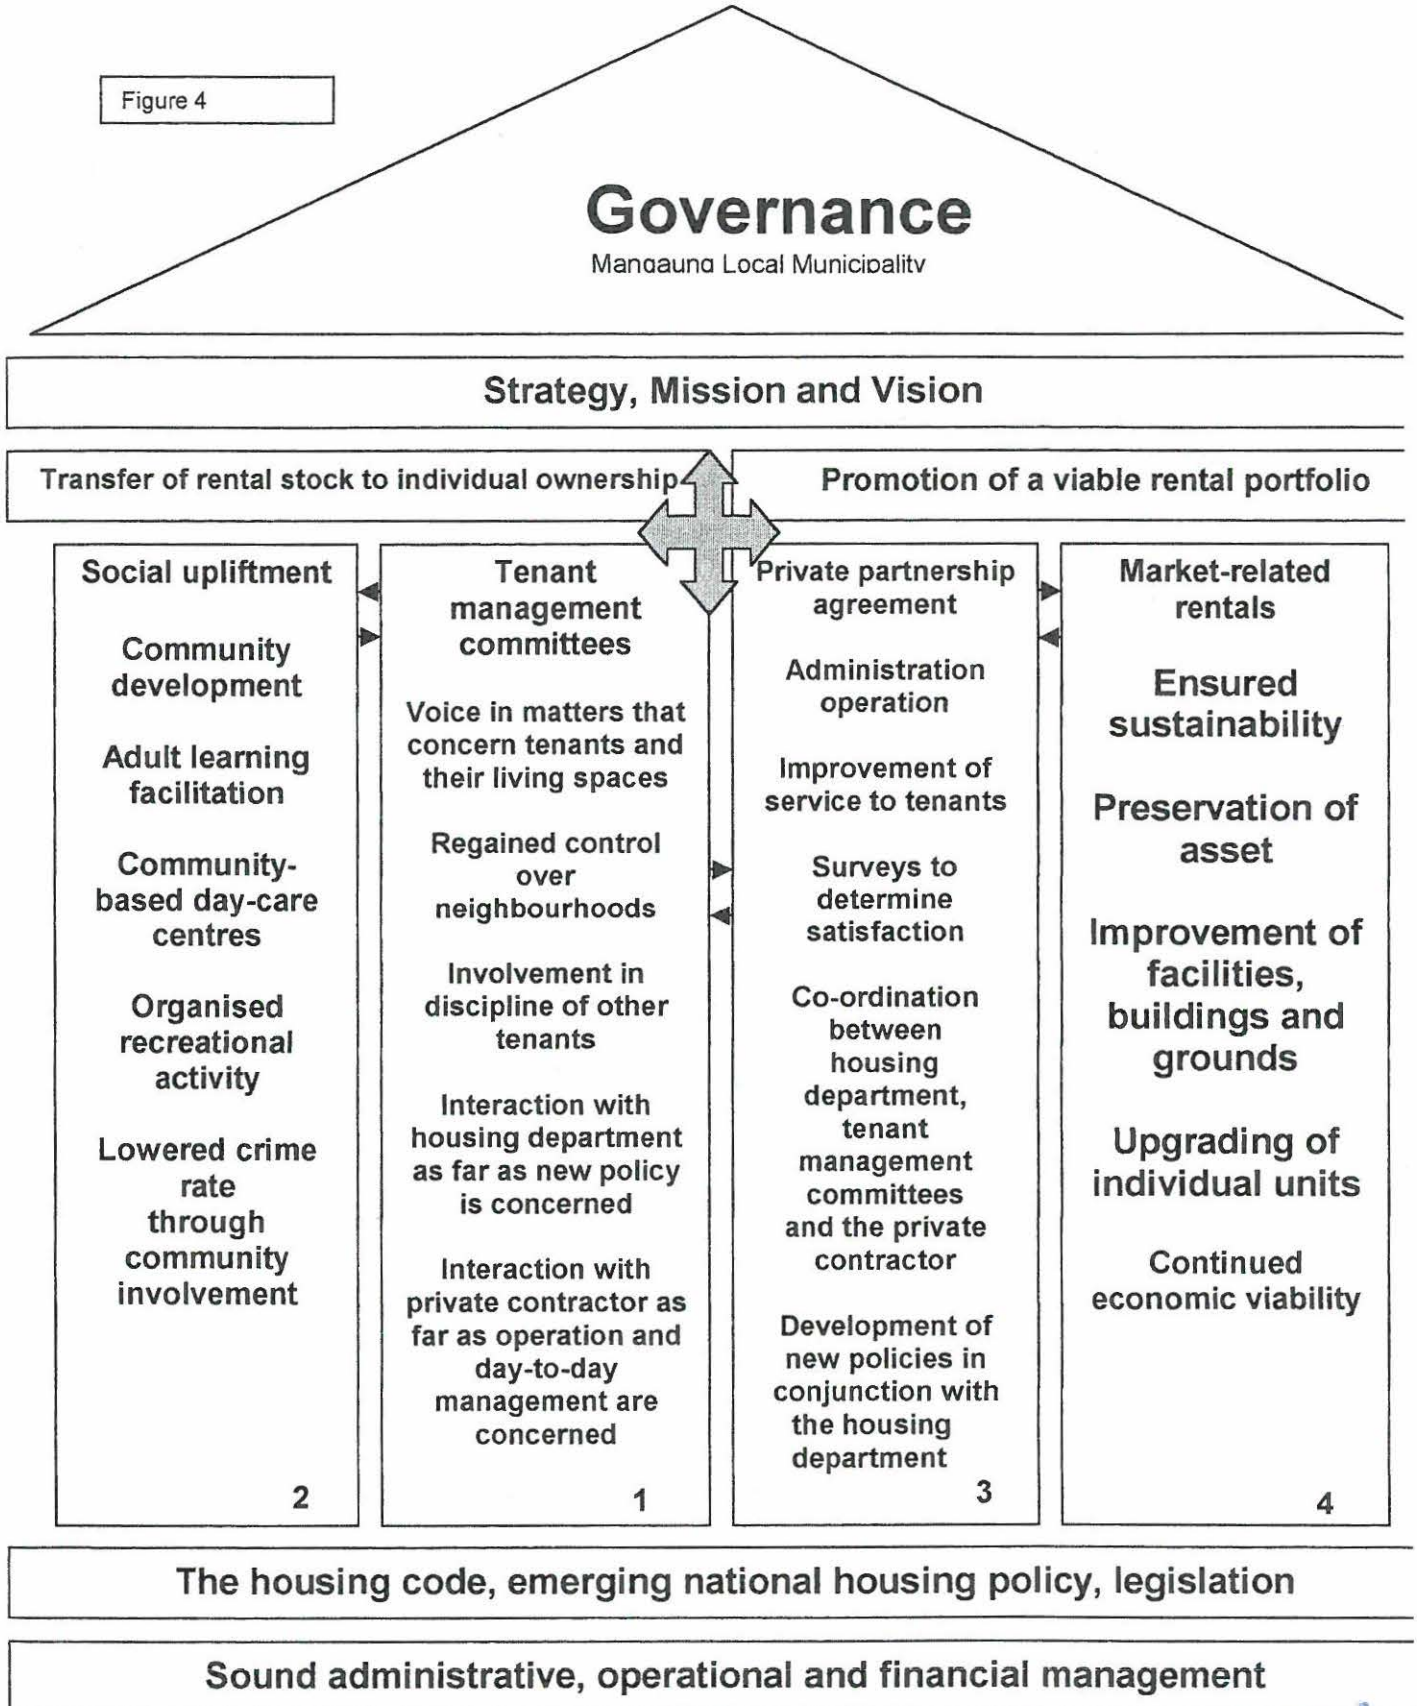 Figure 4
Governance
Mangaung Local Municipality
Strategy, Mission and Vision
Transfer of rental stock to individual ownership
Promotion of a viable rental portfolio
Social upliftment
Community
development
Adult learning
facilitation
Community-
based day-care
centres
Organised
recreational
activity
Lowered crime
rate
through
community
involvement
2
Tenant
management
committees
Voice in matters that
concern tenants and
their living spaces
Regained control
over
neighbourhoods
Involvement in
discipline of other
tenants
Interaction with
housing department
as far as new policy
is concerned
Interaction with
private contractor as
far as operation and
day-to-day
management are
concerned
1
Private partnership
agreement
Administration
operation
Improvement of
service to tenants
Surveys to
determine
satisfaction
Co-ordination
between
housing
department,
tenant
management
committees
and the private
contractor
Development of
new policies in
conjunction with
the housing
department
3
Market-related
rentals
Ensured
sustainability
Preservation of
asset
Improvement of
facilities,
buildings and
grounds
Upgrading of
individual units
Continued
economic viability
4
The housing code, emerging national housing policy, legislation
Sound administrative, operational and financial management